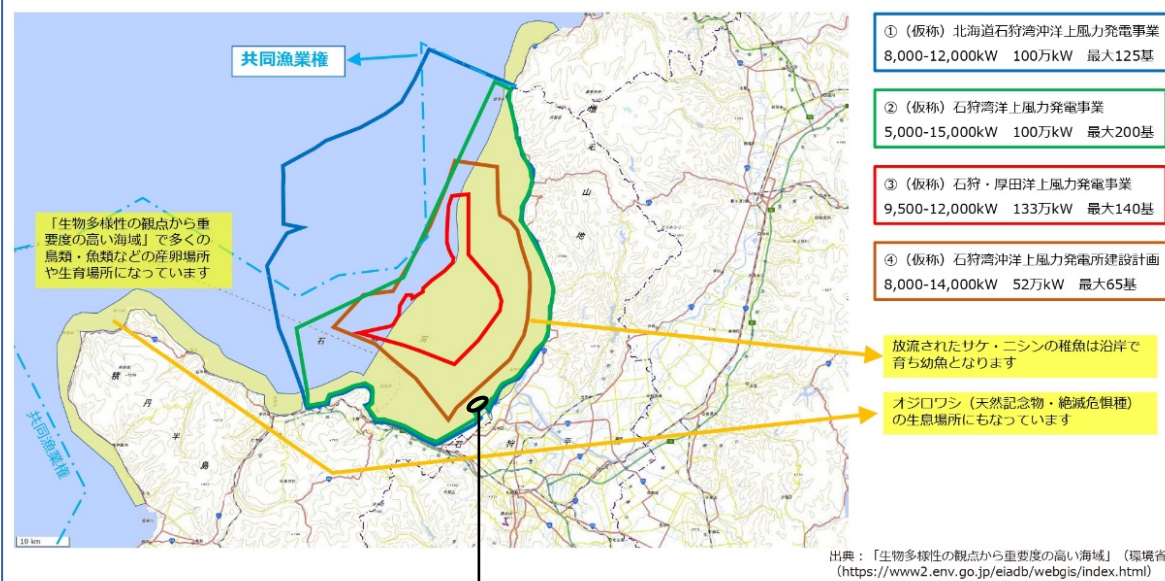 共同漁業権
「生物多様性の観点から重
要度の高い海域」で多くの
鳥類・魚類などの産卵場所
や生育場所になっています
石
狩
増
毛
山
地
積
丹
半
島
石
狩
平
野
共同漁業権
10 km
①（仮称）北海道石狩湾沖洋上風力発電事業
8,000-12,000kW 100万kW 最大125基
②（仮称）石狩湾洋上風力発電事業
5,000-15,000kW 100万kW 最大200基
③（仮称）石狩・厚田洋上風力発電事業
9,500-12,000kW 133万kW 最大140基
④（仮称）石狩湾沖洋上風力発電所建設計画
8,000-14,000kW 52万kW 最大65基
放流されたサケ・ニシンの稚魚は沿岸で
育ち幼魚となります
オジロワシ（天然記念物・絶滅危惧種）
の生息場所にもなっています
出典：「生物多様性の観点から重要度の高い海域」（環境省
（https://www2.env.go.jp/eiadb/webgis/index.html）